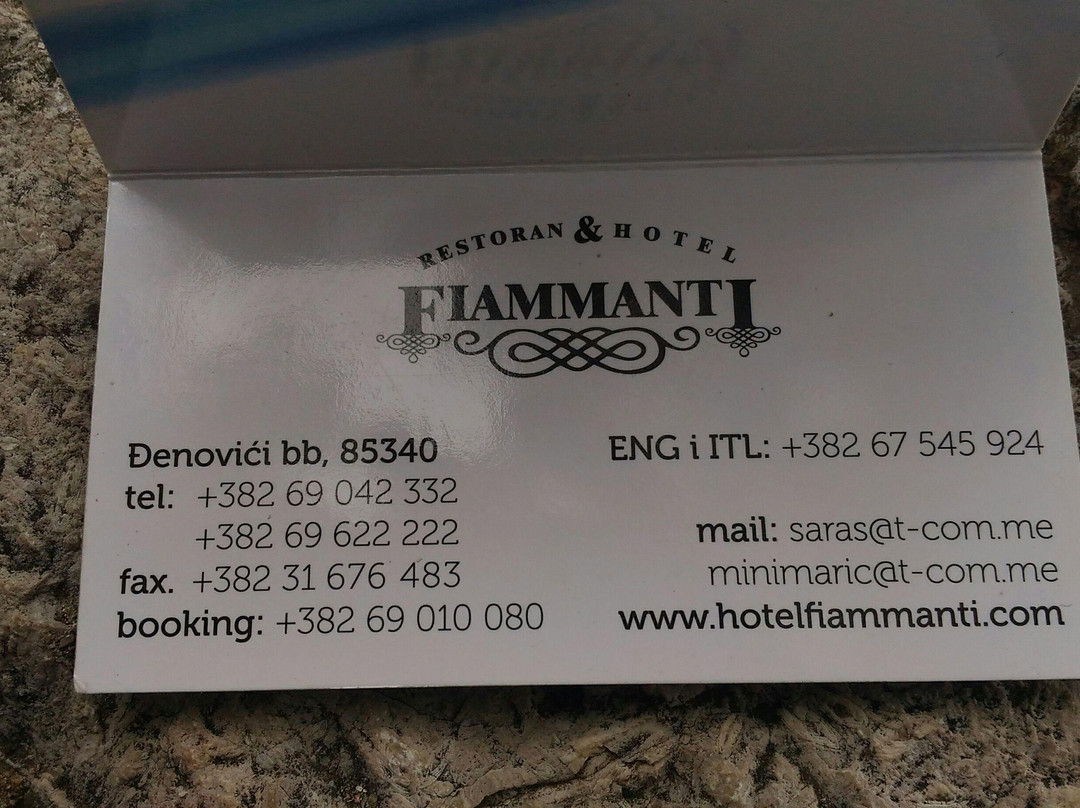 RESTORAN & HOTEL
FIAMMANTI
Đenovići bb, 85340
tel: +382 69 042 332
+382 69 622 222
fax. +382 31 676 483
booking: +382 69 010 080
ENG i ITL: +382 67 545 924
mail: saras@t-com.me
minimaric@t-com.me
www.hotelfiammanti.com